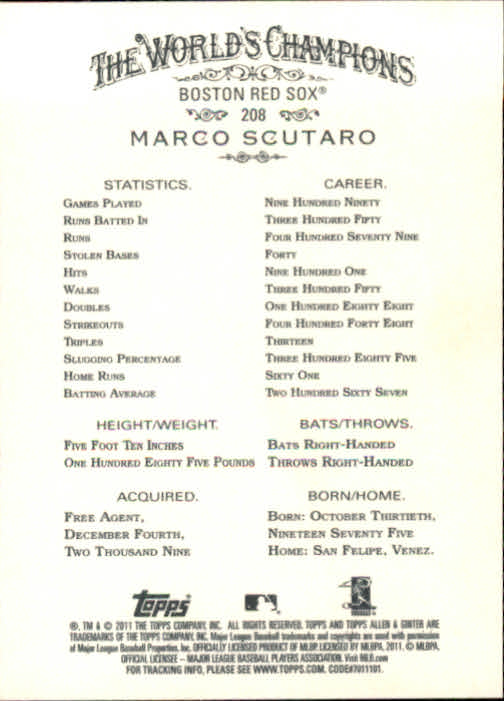 THE WORLD'S CHAMPIONS
BOSTON RED SOX®
208
MARCO SCUTARO
STATISTICS. CAREER.
GAMES PLAYED NINE HUNDRED NINETY
RUNS BATTED IN THREE HUNDRED FIFTY
RUNS FOUR HUNDRED SEVENTY NINE
STOLEN BASES FORTY
HITS NINE HUNDRED ONE
WALKS THREE HUNDRED FIFTY
DOUBLES ONE HUNDRED EIGHTY EIGHT
STRIKEOUTS FOUR HUNDRED FORTY EIGHT
TRIPLES THIRTEEN
SLUGGING PERCENTAGE THREE HUNDRED EIGHTY FIVE
HOME RUNS SIXTY ONE
BATTING AVERAGE TWO HUNDRED SIXTY SEVEN
HEIGHT/WEIGHT. BATS/THROWS.
FIVE FOOT TEN INCHES BATS RIGHT-HANDED
ONE HUNDRED EIGHTY FIVE POUNDS THROWS RIGHT-HANDED
ACQUIRED. BORN/HOME.
FREE AGENT, BORN: OCTOBER THIRTIETH,
DECEMBER FOURTH, NINETEEN SEVENTY FIVE
TWO THOUSAND NINE HOME: SAN FELIPE, VENEZ.
Topps
®, TM & © 2011 THE TOPPS COMPANY, INC. ALL RIGHTS RESERVED. TOPPS AND TOPPS ALLEN & GINTER ARE
TRADEMARKS OF THE TOPPS COMPANY, INC. Major League Baseball trademarks and copyrights are used with permission
of Major League Baseball Properties, Inc. OFFICIALLY LICENSED PRODUCT OF MLBP. LICENSED BY MLBPA, 2011. © MLBPA,
OFFICIAL LICENSEE – MAJOR LEAGUE BASEBALL PLAYERS ASSOCIATION. Visit MLB.com
FOR TRACKING INFO, PLEASE SEE WWW.TOPPS.COM. CODE#7011101.